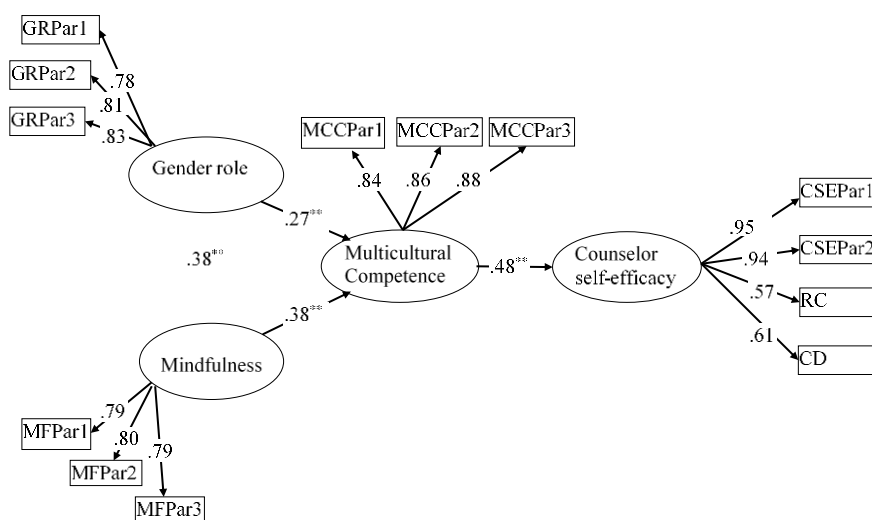 GRPar1
GRPar2
GRPar3
.78
.81
.83
Gender role
MCCPar1
MCCPar2
MCCPar3
.84
.86
.88
CSEPar1
CSEPar2
RC
CD
.95
.94
.57
.61
.27**
.38**
Multicultural
Competence
.48**
Counselor
self-efficacy
.38**
Mindfulness
MFPar1
MFPar2
MFPar3
.79
.80
.79